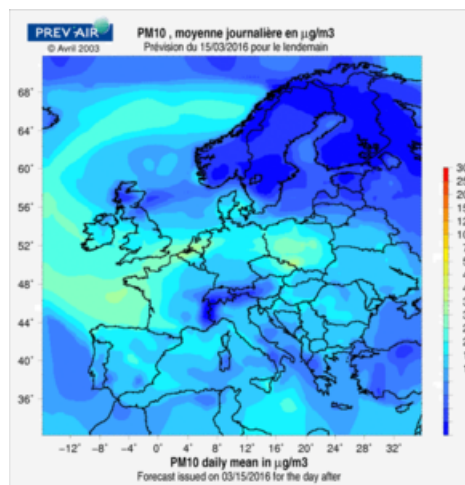 PREV'AIR
© Avril 2003
PM10 , moyenne journalière en µg/m3
Prévision du 15/03/2016 pour le lendemain
68°
64°
60°
56°
52°
48°
44°
40°
36°
−12° −8° −4° 0° 4° 8° 12° 16° 20° 24° 28° 32°
PM10 daily mean in µg/m3
Forecast issued on 03/15/2016 for the day after